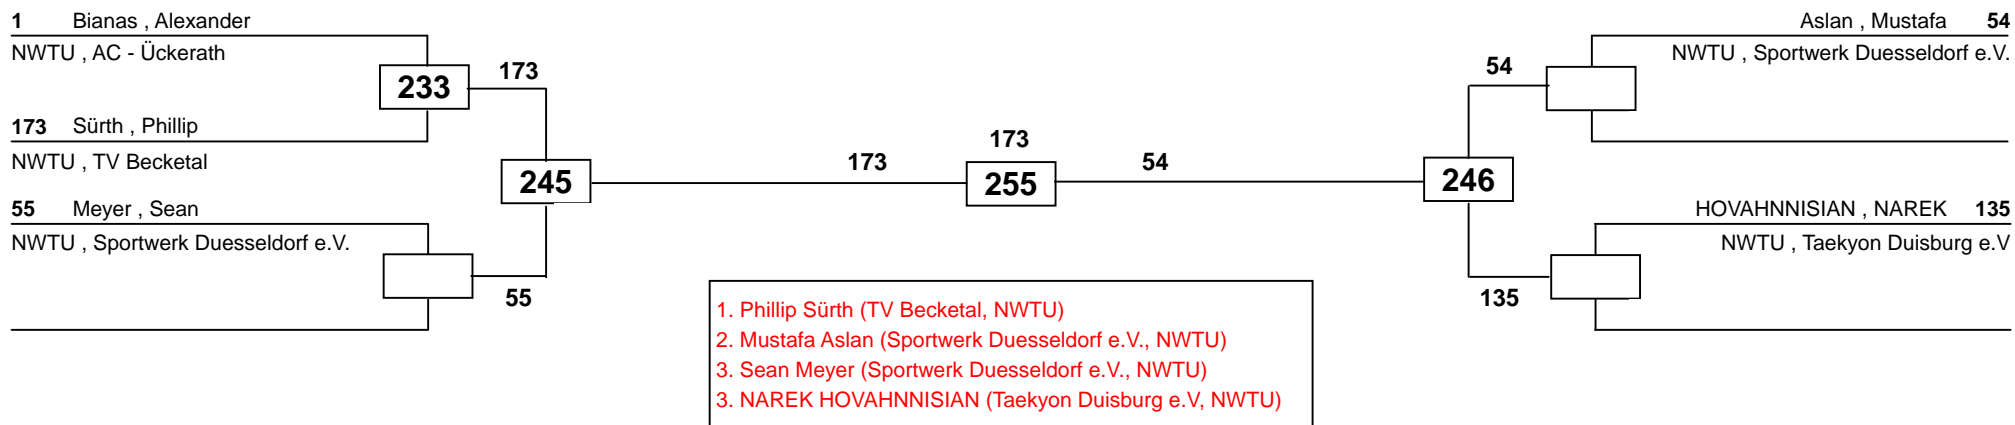 1 Bianas , Alexander
NWTU , AC - Ückerath
233
173
173 Sürth , Phillip
NWTU , TV Becketal
245
55 Meyer , Sean
NWTU , Sportwerk Duesseldorf e.V.
55
173
173
255
54
Aslan , Mustafa 54
NWTU , Sportwerk Duesseldorf e.V.
54
246
HOVAHNNISIAN , NAREK 135
NWTU , Taekyon Duisburg e.V
135
1. Phillip Sürth (TV Becketal, NWTU)
2. Mustafa Aslan (Sportwerk Duesseldorf e.V., NWTU)
3. Sean Meyer (Sportwerk Duesseldorf e.V., NWTU)
3. NAREK HOVAHNNISIAN (Taekyon Duisburg e.V, NWTU)